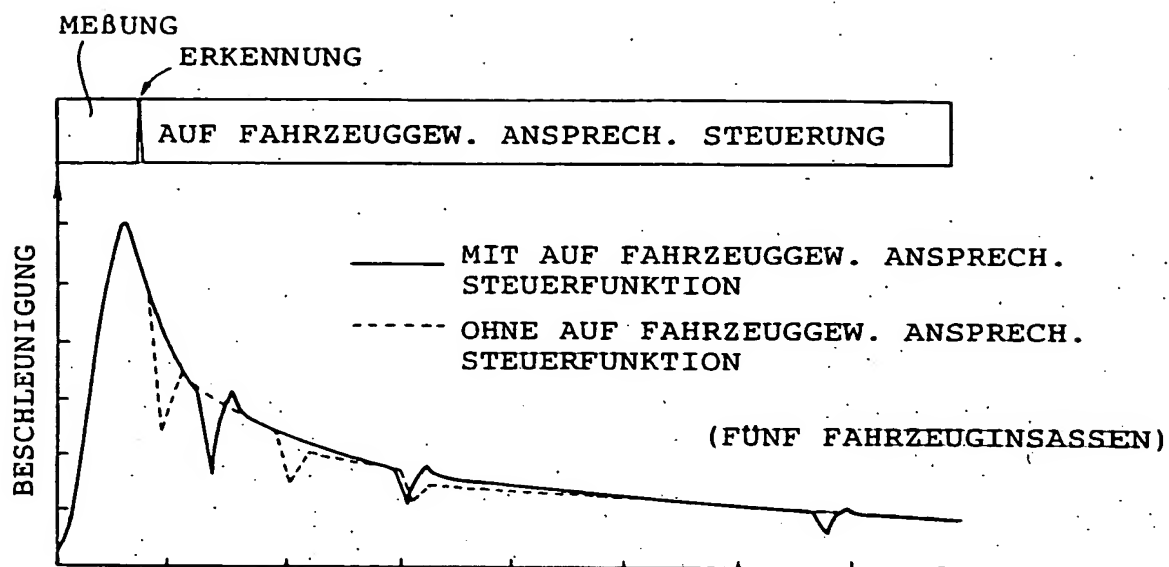 MEßUNG
ERKENNUNG
AUF FAHRZEUGGEW. ANSPRECH. STEUERUNG
BESCHLEUNIGUNG
MIT AUF FAHRZEUGGEW. ANSPRECH.
STEUERFUNKTION
OHNE AUF FAHRZEUGGEW. ANSPRECH.
STEUERFUNKTION
(FÜNF FAHRZEUGINSASSEN)